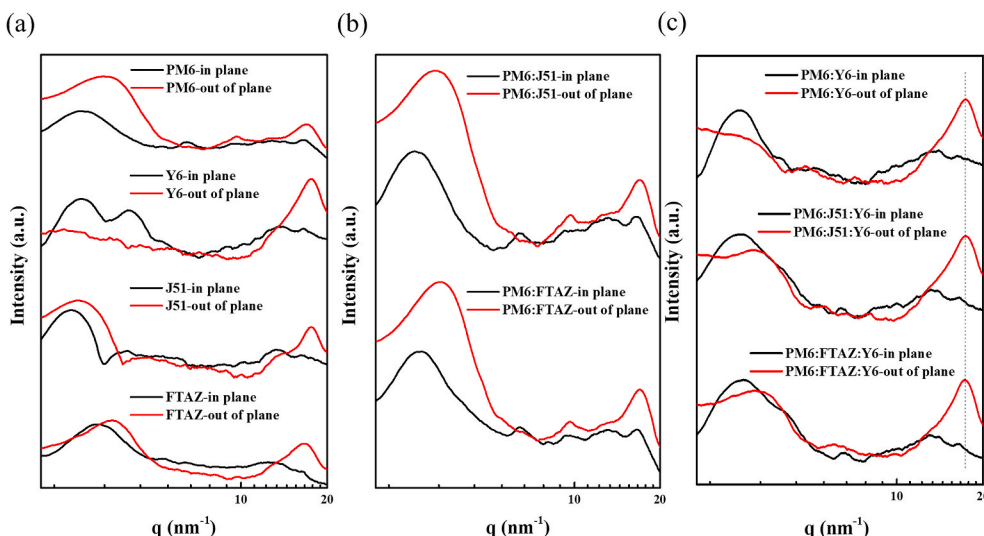 (a)
PM6-in plane
PM6-out of plane
Y6-in plane
Y6-out of plane
J51-in plane
J51-out of plane
FTAZ-in plane
FTAZ-out of plane
Intensity (a.u.)
10
20
q (nm⁻¹)
(b)
PM6:J51-in plane
PM6:J51-out of plane
PM6:FTAZ-in plane
PM6:FTAZ-out of plane
Intensity (a.u.)
10
20
q (nm⁻¹)
(c)
PM6:Y6-in plane
PM6:Y6-out of plane
PM6:J51:Y6-in plane
PM6:J51:Y6-out of plane
PM6:FTAZ:Y6-in plane
PM6:FTAZ:Y6-out of plane
Intensity (a.u.)
10
20
q (nm⁻¹)